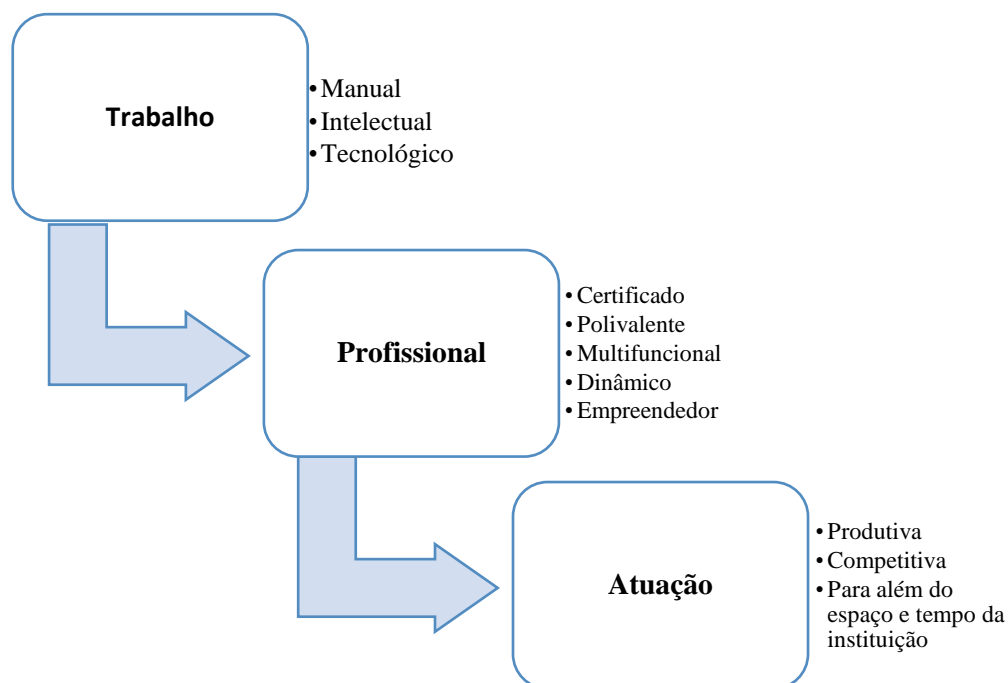 Trabalho
•Manual
•Intelectual
•Tecnológico
Profissional
•Certificado
•Polivalente
•Multifuncional
•Dinâmico
•Empreendedor
Atuação
•Produtiva
•Competitiva
•Para além do
espaço e tempo da
instituição